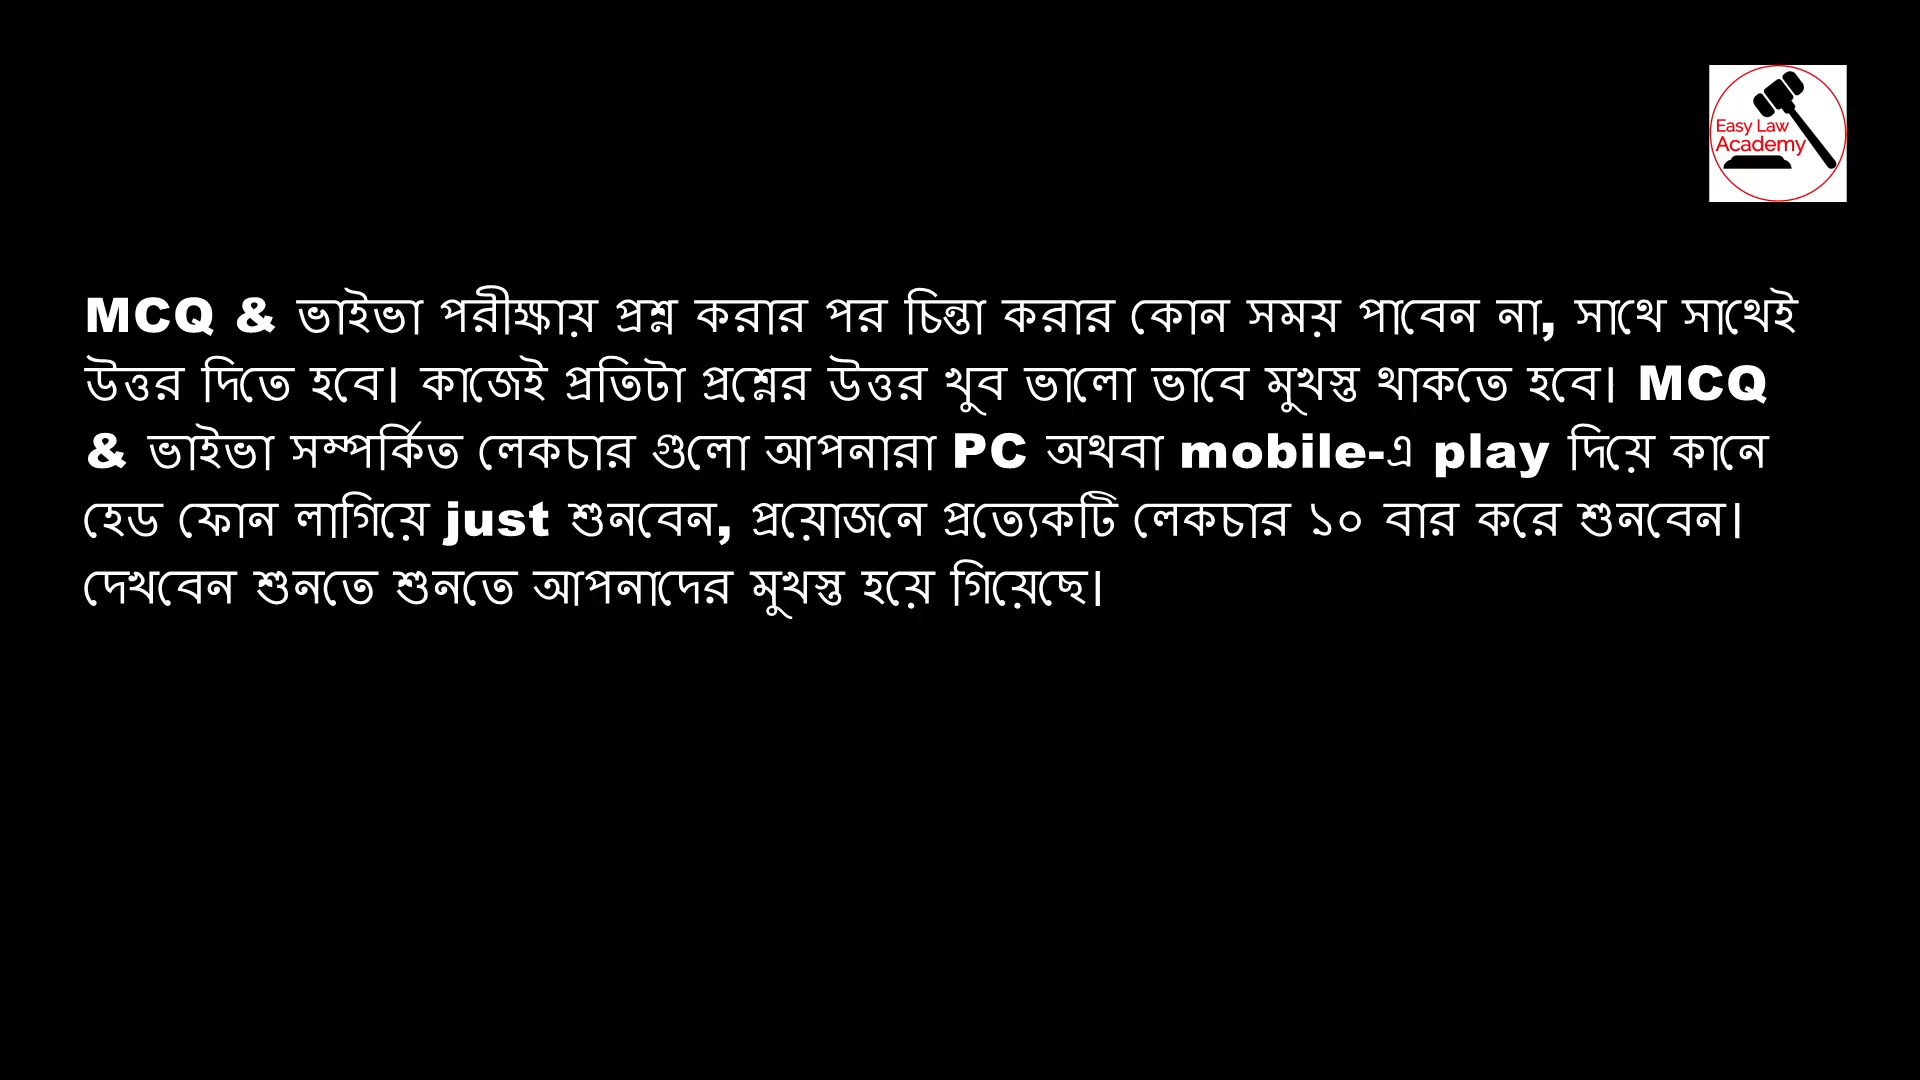 Easy Law
Academy
MCQ & ভাইভা পরীক্ষায় প্রশ্ন করার পর চিন্তা করার কোন সময় পাবেন না, সাথে সাথেই
উত্তর দিতে হবে। কাজেই প্রতিটা প্রশ্নের উত্তর খুব ভালো ভাবে মুখস্ত থাকতে হবে। MCQ
& ভাইভা সম্পর্কিত লেকচার গুলো আপনারা PC অথবা mobile-এ play দিয়ে কানে
হেড ফোন লাগিয়ে just শুনবেন, প্রয়োজনে প্রত্যেকটি লেকচার ১০ বার করে শুনবেন।
দেখবেন শুনতে শুনতে আপনাদের মুখস্ত হয়ে গিয়েছে।